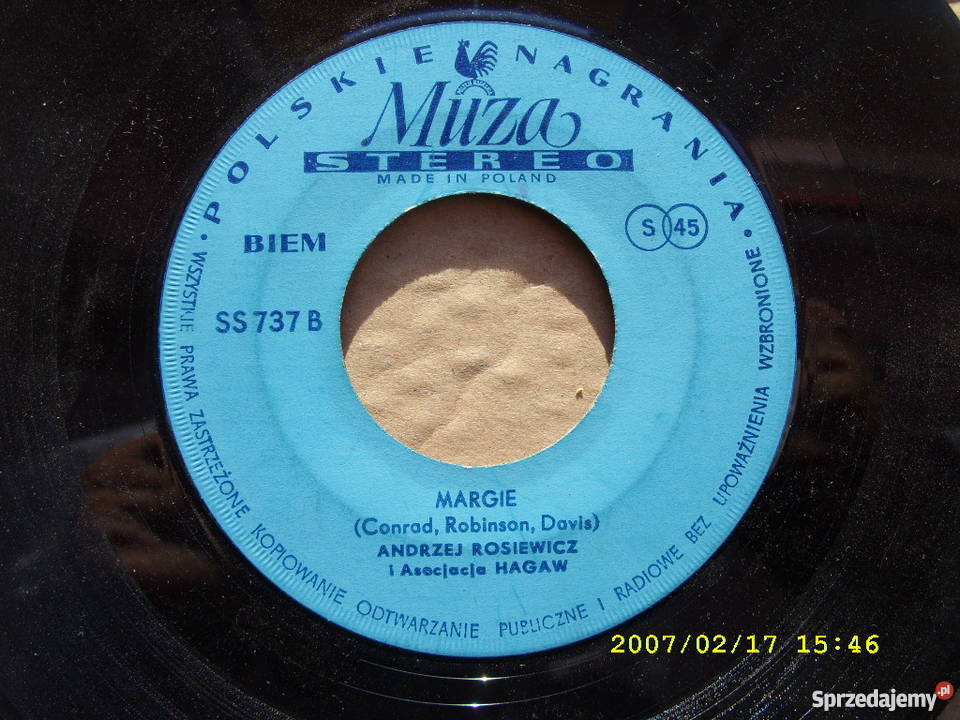 POLSKIE NAGRANIA
Muza
STEREO
MADE IN POLAND
BIEM
S 45
SS 737 B
MARGIE
(Conrad, Robinson, Davis)
ANDRZEJ ROSIEWICZ
i Asocjacja HAGAW
• WSZYSTKIE PRAWA ZASTRZEŻONE KOPIOWANIE ODTWARZANIE PUBLICZNE I RADIOWE BEZ UPOWAŻNIENIA WZBRONIONE •
2007/02/17 15:46
Sprzedajemy.pl